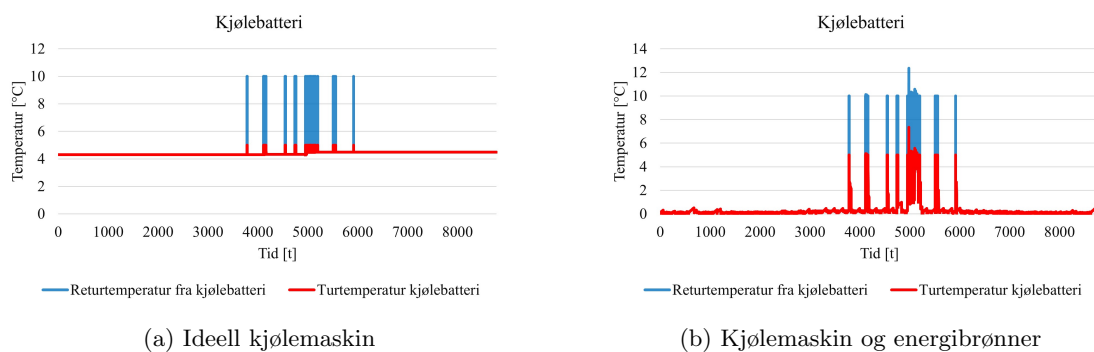 Kjølebatteri
Temperatur [°C]
12
10
8
6
4
2
0
0 1000 2000 3000 4000 5000 6000 7000 8000
Tid [t]
Returtemperatur fra kjølebatteri Turtemperatur kjølebatteri
(a) Ideell kjølemaskin
Kjølebatteri
Temperatur [°C]
14
12
10
8
6
4
2
0
0 1000 2000 3000 4000 5000 6000 7000 8000
Tid [t]
Returtemperatur fra kjølebatteri Turtemperatur kjølebatteri
(b) Kjølemaskin og energibrønner